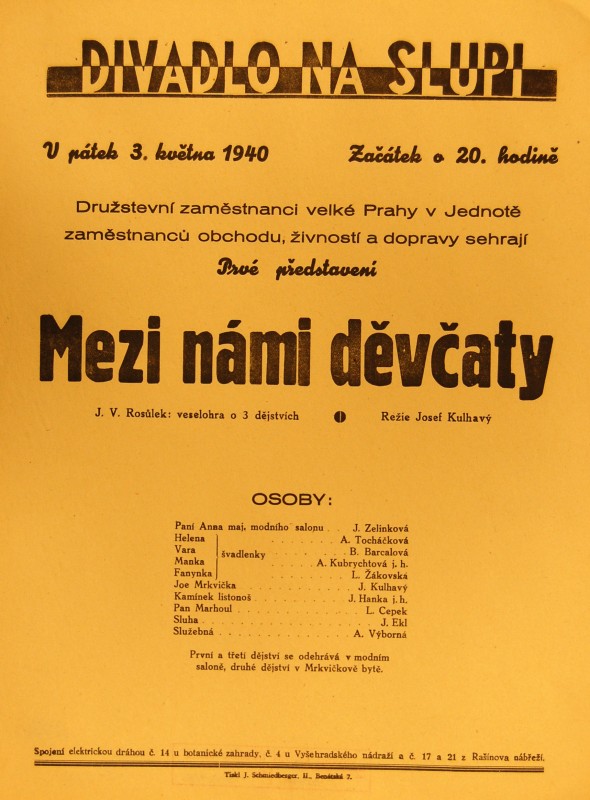 DIVADLO NA SLUPI
V pátek 3. května 1940 Začátek o 20. hodině
Družstevní zaměstnanci velké Prahy v Jednotě
zaměstnanců obchodu, živností a dopravy sehrají
Prvé představení
Mezi námi děvčaty
J. V. Rosůlek: veselohra o 3 dějstvích Režie Josef Kulhavý
OSOBY:
Paní Anna maj. modního salonu . . J. Zelinková
Helena . . . . . . A. Tocháčková
Vara švadlenky . . . . . . B. Barcalová
Manka . . . . A. Kubrychtová j. h.
Fanynka . . . . . . . L. Žákovská
Joe Mrkvička . . . . . . . J. Kulhavý
Kamínek listonoš . . . . . . J. Hanka j. h.
Pan Marhoul . . . . . . . . L. Cepek
Sluha . . . . . . . . . . . J. Ekl
Služebná . . . . . . . . . A. Výborná
První a třetí dějství se odehrává v modním
saloně, druhé dějství v Mrkvičkově bytě.
Spojení elektrickou dráhou č. 14 u botanické zahrady, č. 4 u Vyšehradského nádraží a č. 17 a 21 z Rašínova nábřeží.
Tiskl J. Schmiedberger, II., Benátská 7.